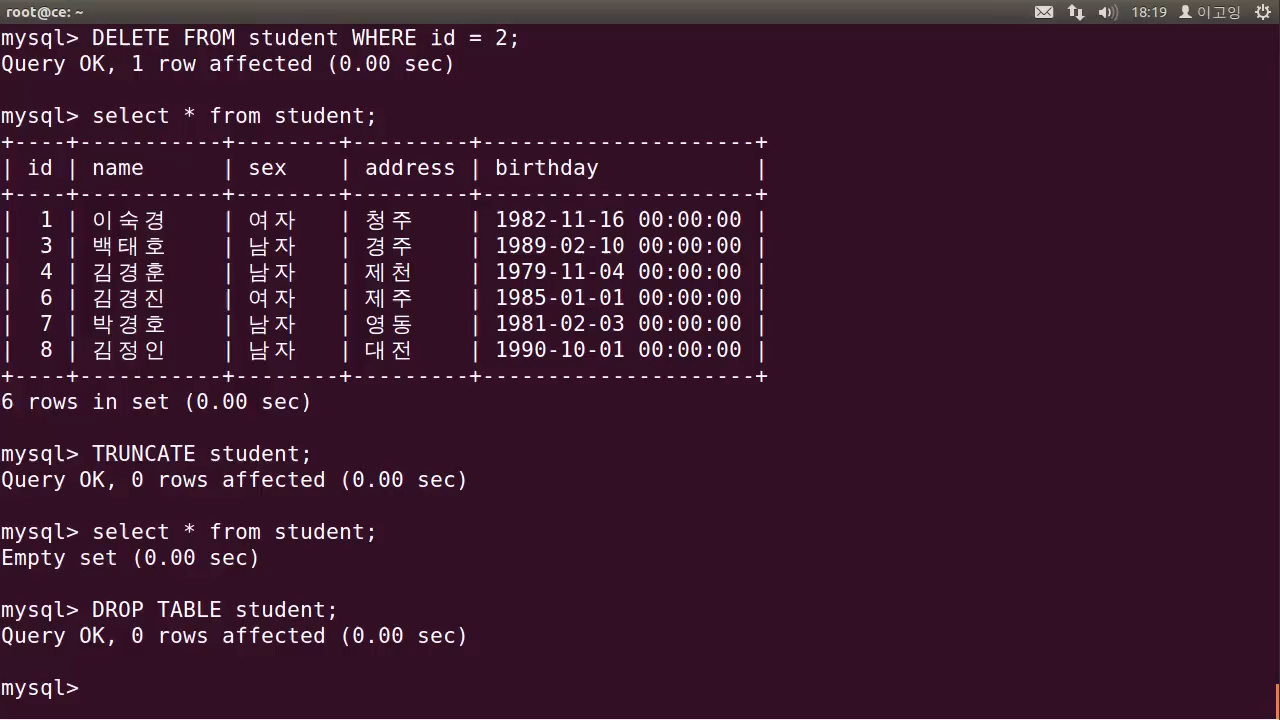 root@ce: ~ 18:19 이고잉
mysql> DELETE FROM student WHERE id = 2;
Query OK, 1 row affected (0.00 sec)
mysql> select * from student;
+----+-----------+--------+---------+---------------------+
| id | name      | sex    | address | birthday            |
+----+-----------+--------+---------+---------------------+
|  1 | 이숙경    | 여자   | 청주    | 1982-11-16 00:00:00 |
|  3 | 백태호    | 남자   | 경주    | 1989-02-10 00:00:00 |
|  4 | 김경훈    | 남자   | 제천    | 1979-11-04 00:00:00 |
|  6 | 김경진    | 여자   | 제주    | 1985-01-01 00:00:00 |
|  7 | 박경호    | 남자   | 영동    | 1981-02-03 00:00:00 |
|  8 | 김정인    | 남자   | 대전    | 1990-10-01 00:00:00 |
+----+-----------+--------+---------+---------------------+
6 rows in set (0.00 sec)
mysql> TRUNCATE student;
Query OK, 0 rows affected (0.00 sec)
mysql> select * from student;
Empty set (0.00 sec)
mysql> DROP TABLE student;
Query OK, 0 rows affected (0.00 sec)
mysql>